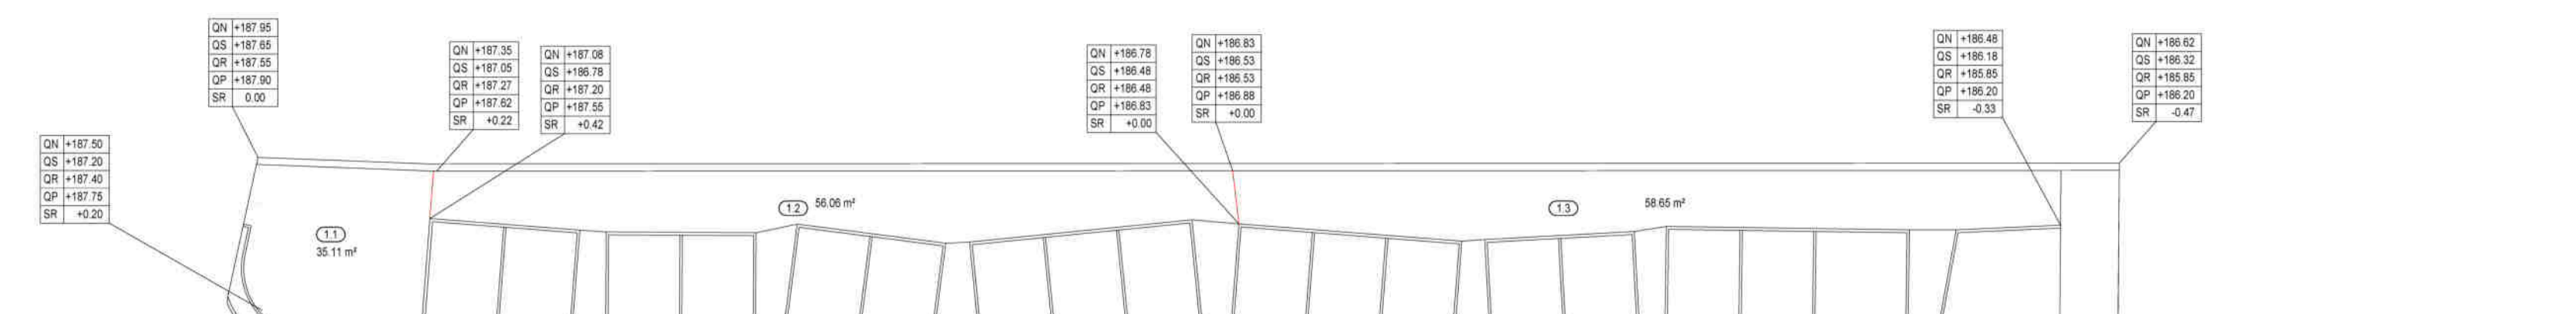 QN +187.95
QS +187.65
QR +187.55
QP +187.90
SR 0.00
QN +187.35
QS +187.05
QR +187.27
QP +187.62
SR +0.22
QN +187.08
QS +186.78
QR +187.20
QP +187.55
SR +0.42
QN +186.78
QS +186.48
QR +186.48
QP +186.83
SR +0.00
QN +186.83
QS +186.53
QR +186.53
QP +186.88
SR +0.00
QN +186.48
QS +186.18
QR +185.85
QP +186.20
SR -0.33
QN +186.62
QS +186.32
QR +185.85
QP +186.20
SR -0.47
QN +187.50
QS +187.20
QR +187.40
QP +187.75
SR +0.20
1.1
35.11 m²
1.2 56.06 m²
1.3 58.65 m²